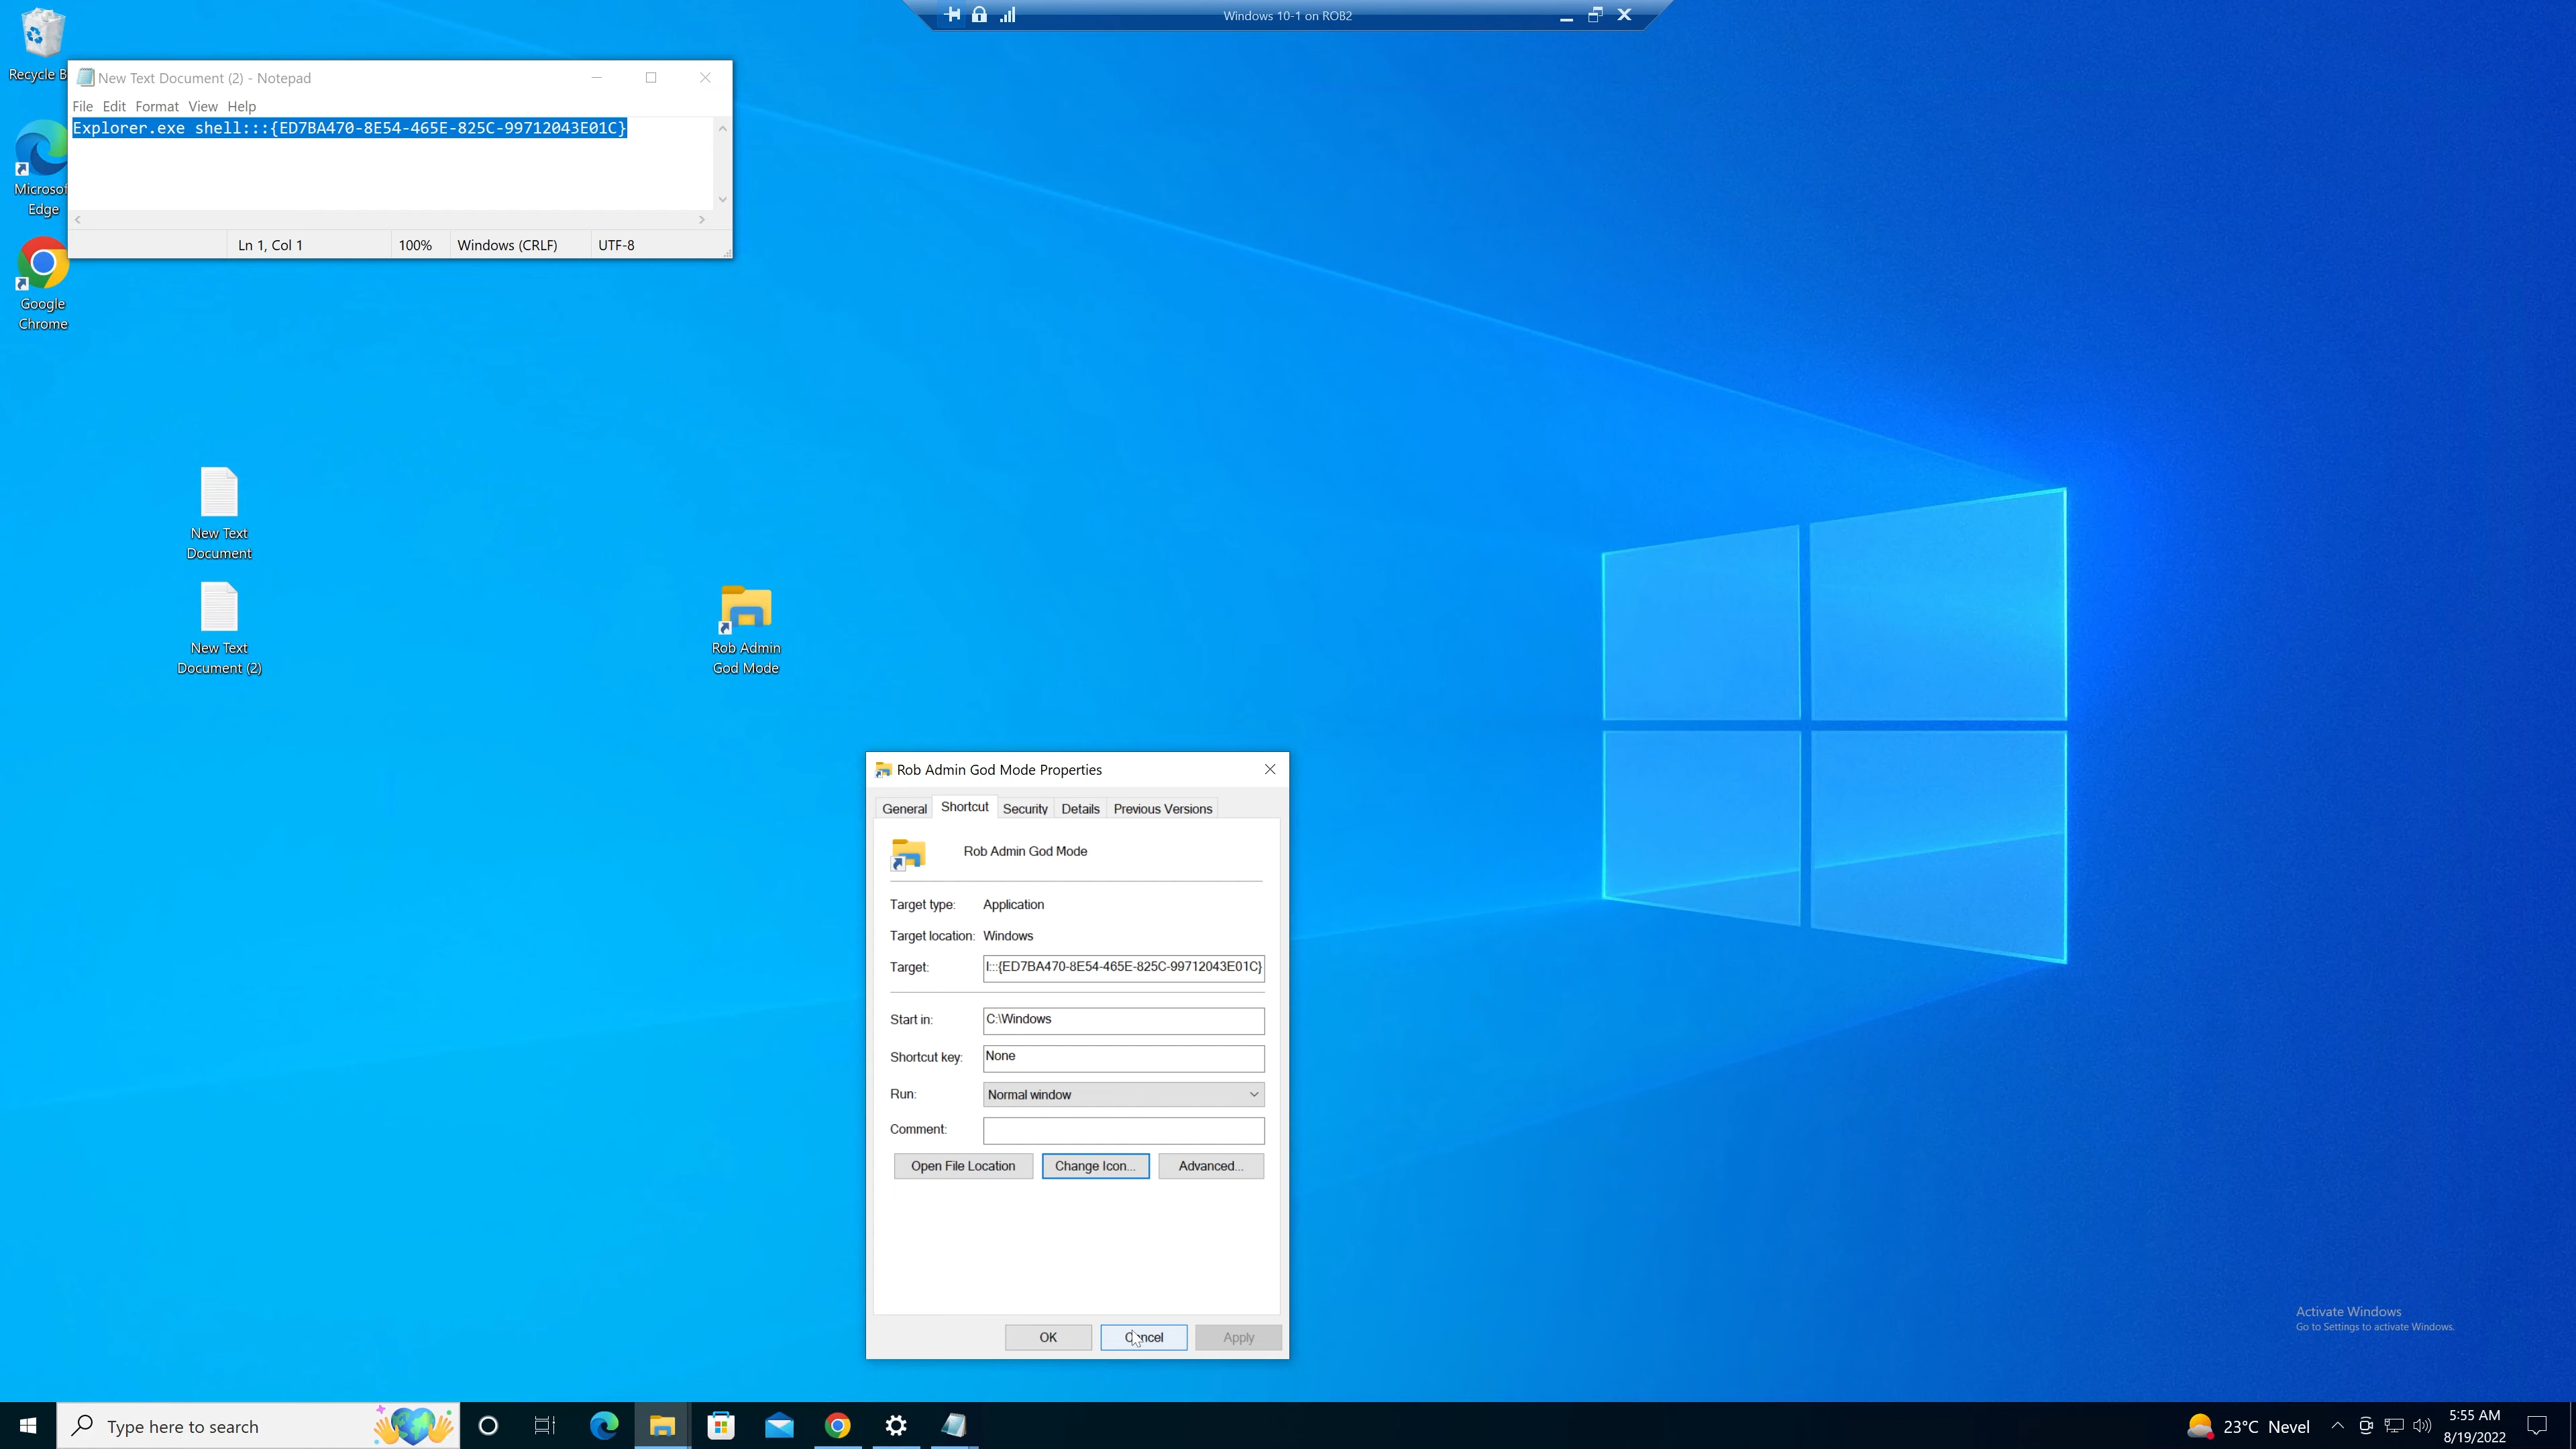 Windows 10-1 on ROB2
Recycle B
New Text Document (2) - Notepad
File Edit Format View Help
Explorer.exe shell:::{ED7BA470-8E54-465E-825C-99712043E01C}
Ln 1, Col 1 100% Windows (CRLF) UTF-8
Microsof
Edge
Google
Chrome
New Text
Document
New Text
Document (2)
Rob Admin
God Mode
Rob Admin God Mode Properties
General Shortcut Security Details Previous Versions
Rob Admin God Mode
Target type: Application
Target location: Windows
Target: l:::{ED7BA470-8E54-465E-825C-99712043E01C}
Start in: C:\Windows
Shortcut key: None
Run: Normal window
Comment:
Open File Location Change Icon... Advanced...
OK Cancel Apply
Activate Windows
Go to Settings to activate Windows.
Type here to search
23°C Nevel
5:55 AM
8/19/2022